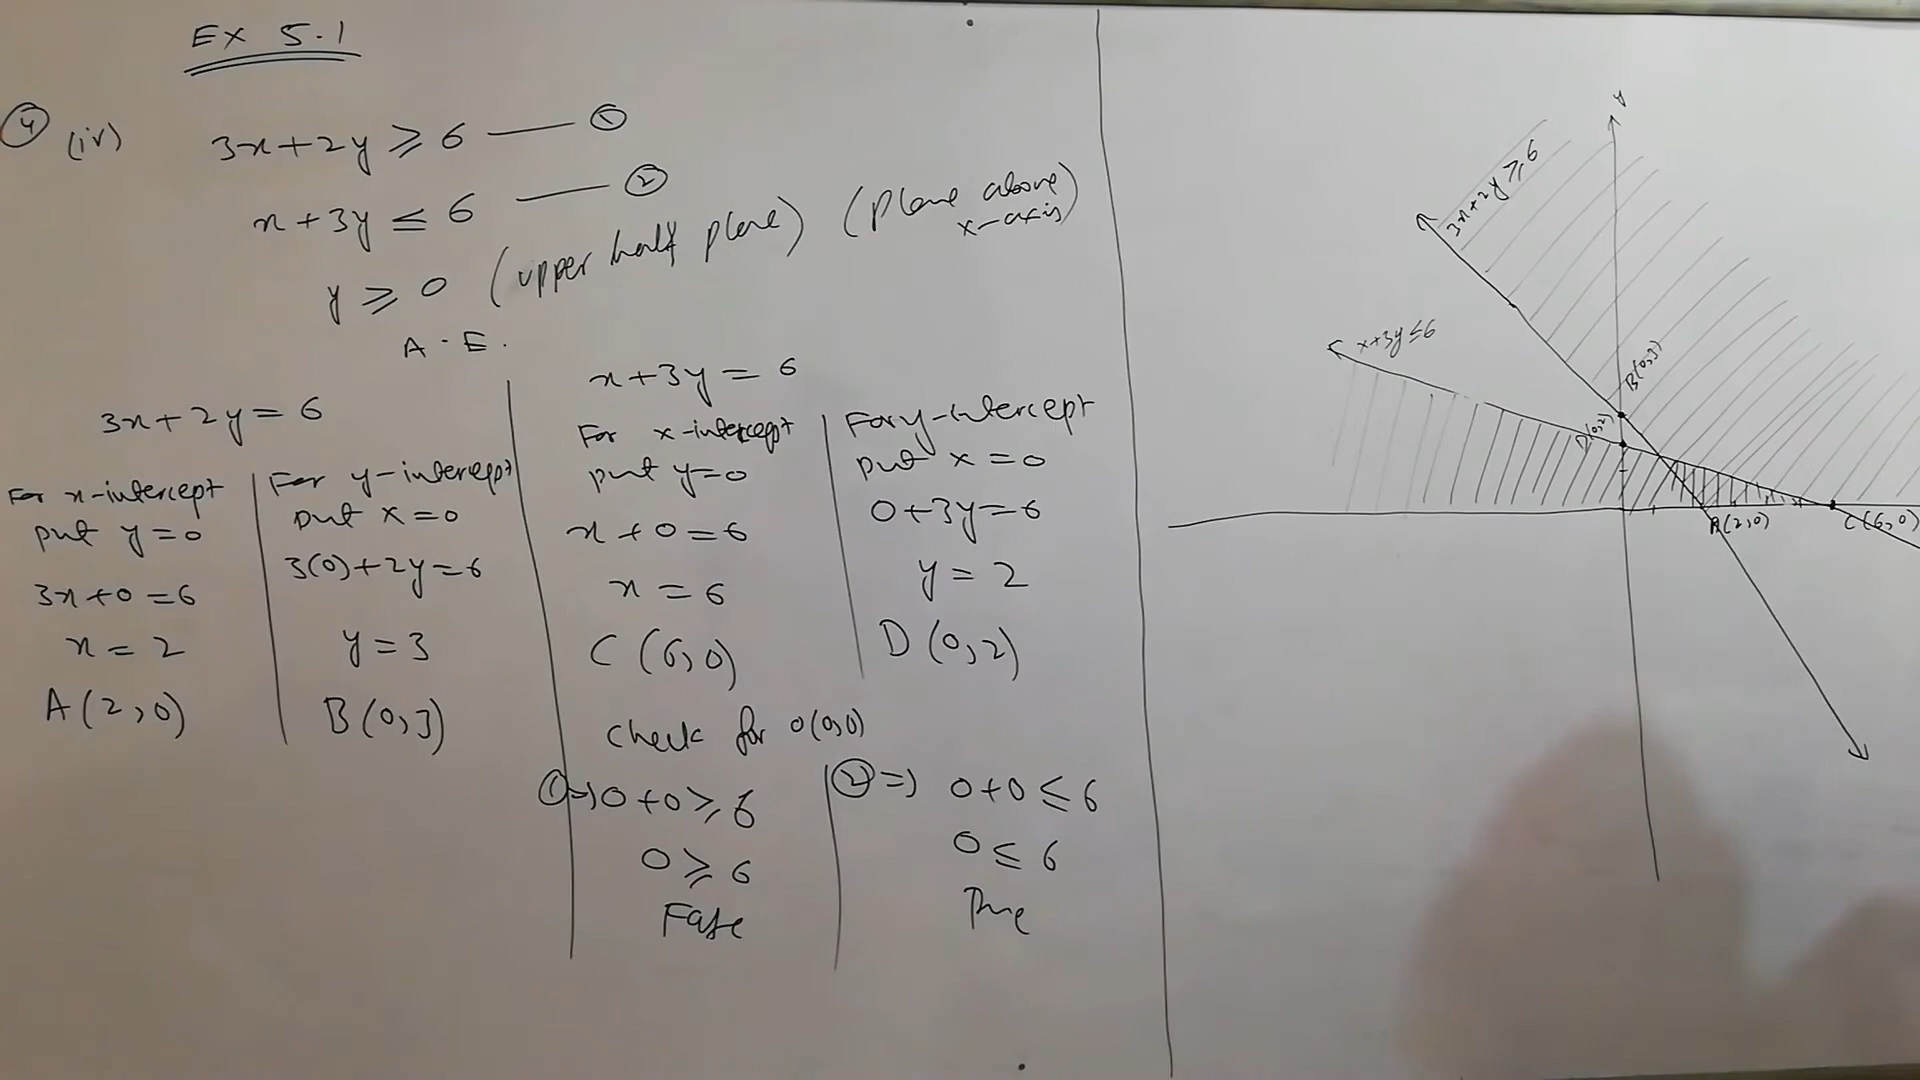 EX 5.1
④ (iv) 3x+2y ≥ 6 —— ①
x+3y ≤ 6 —— ②
y ≥ 0 (upper half plane) (plane above x-axis)
A.E.
3x+2y = 6
For x-intercept
put y=0
3x+0=6
x=2
A(2,0)
For y-intercept
put x=0
3(0)+2y=6
y=3
B(0,3)
x+3y = 6
For x-intercept
put y=0
x+0=6
x=6
C(6,0)
For y-intercept
put x=0
0+3y=6
y=2
D(0,2)
check for O(0,0)
①=> 0+0 ≥ 6
0 ≥ 6
False
②=> 0+0 ≤ 6
0 ≤ 6
True
3x+2y ≥ 6
x+3y ≤ 6
B(0,3)
D(0,2)
A(2,0)
C(6,0)